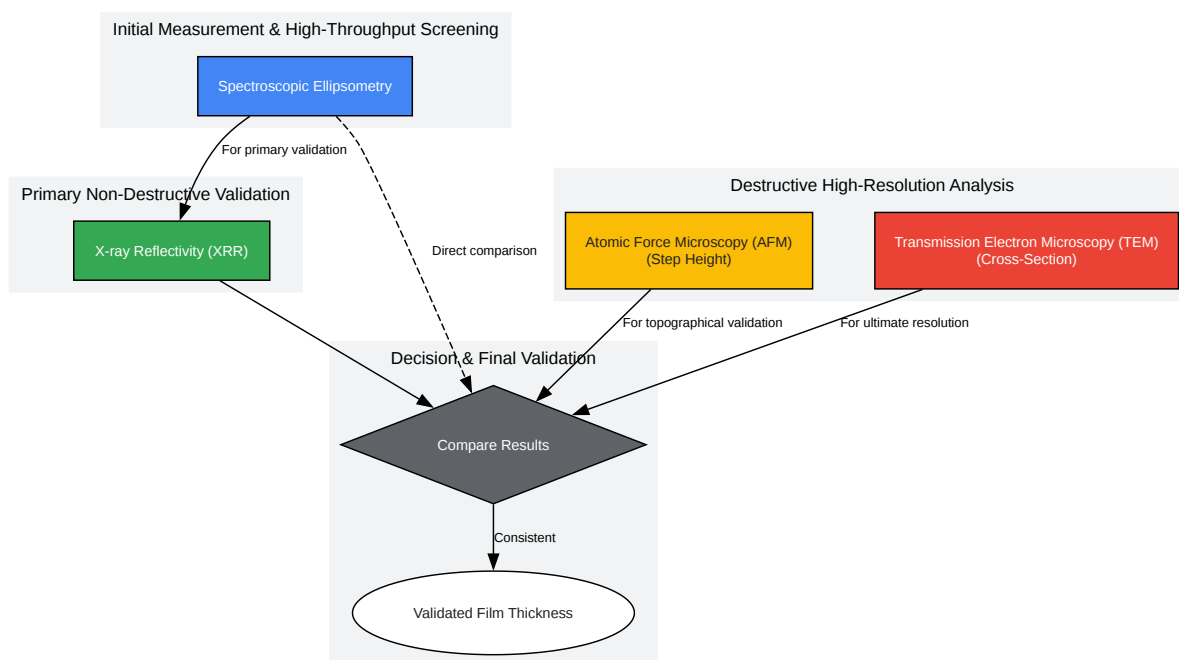 Initial Measurement & High-Throughput Screening
Spectroscopic Ellipsometry
For primary validation
Primary Non-Destructive Validation
X-ray Reflectivity (XRR)
Direct comparison
Destructive High-Resolution Analysis
Atomic Force Microscopy (AFM)
(Step Height)
Transmission Electron Microscopy (TEM)
(Cross-Section)
For topographical validation
For ultimate resolution
Decision & Final Validation
Compare Results
Consistent
Validated Film Thickness